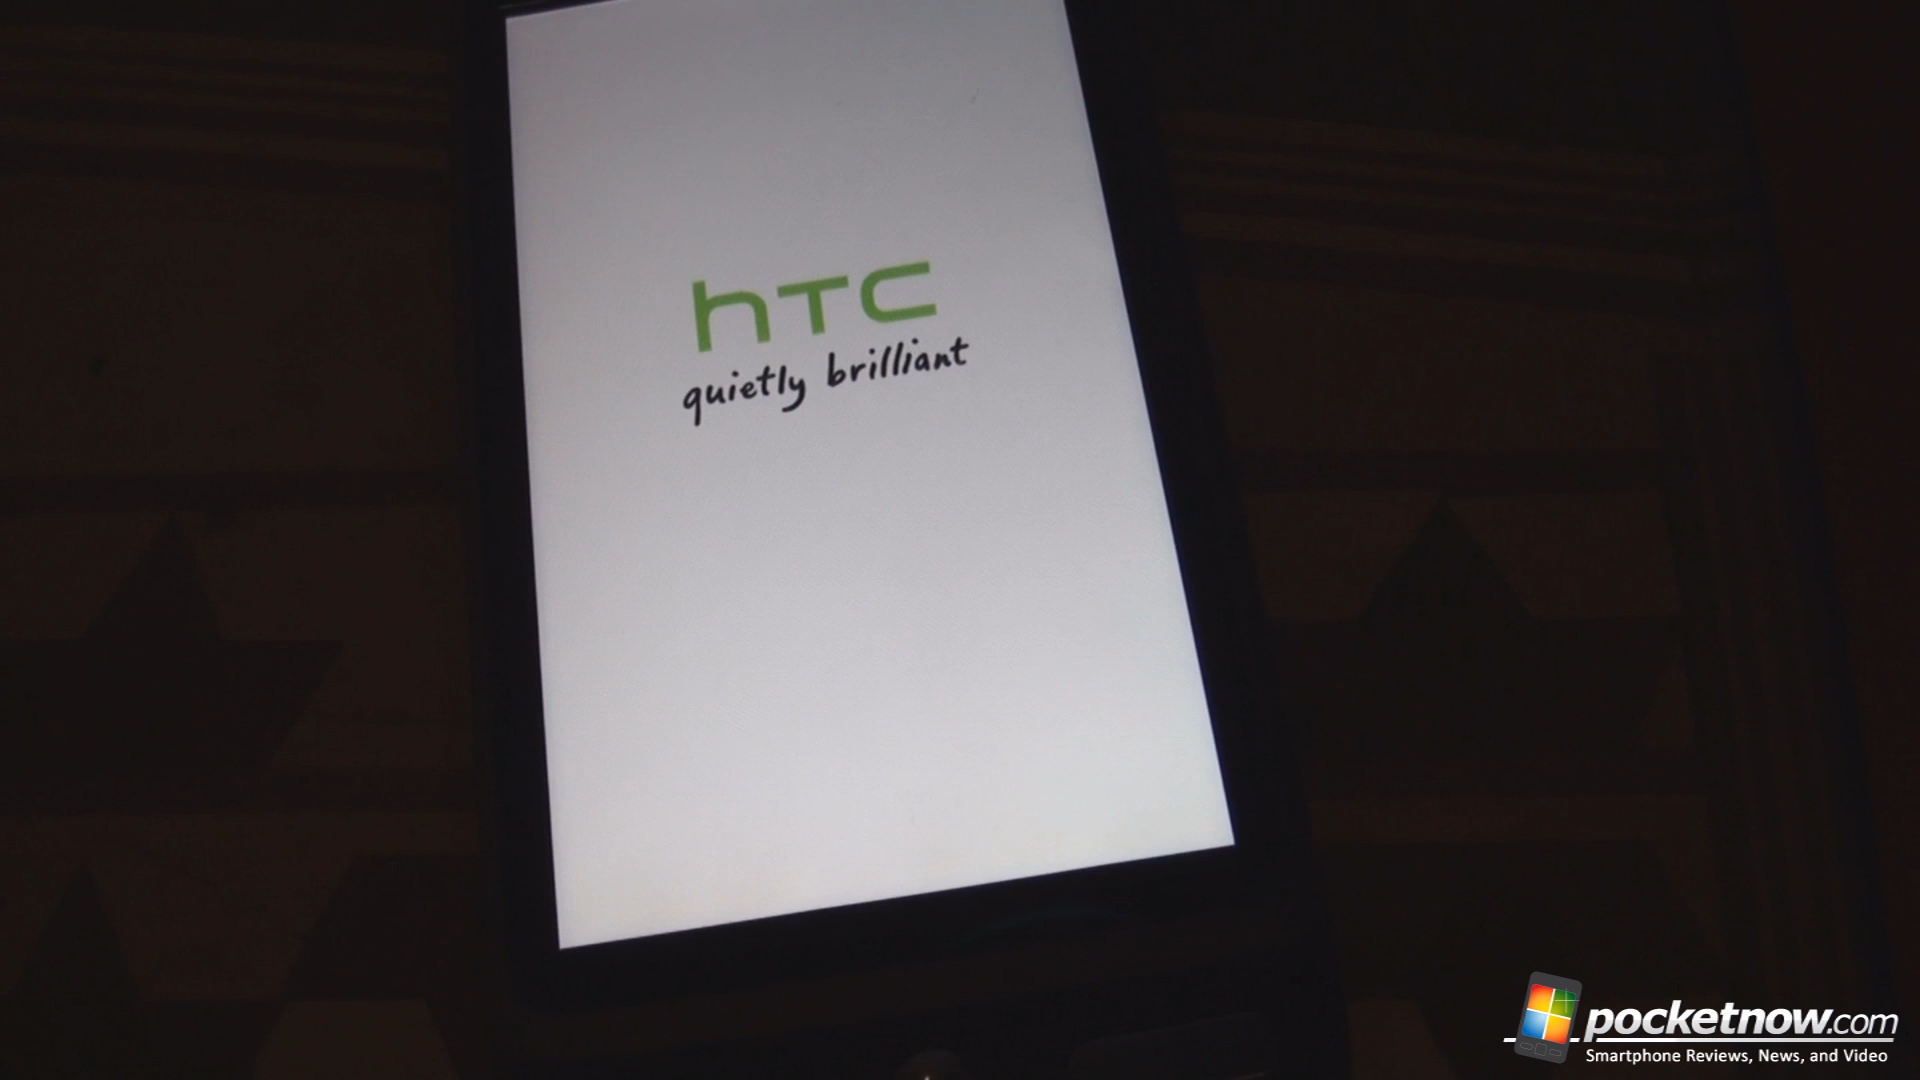 hTC
quietly brilliant
pocketnow.com
Smartphone Reviews, News, and Video